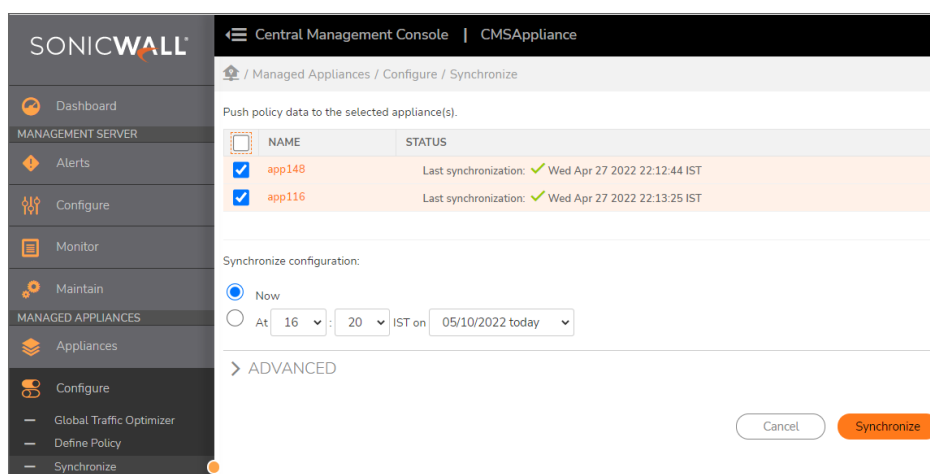 SONICWALL
Central Management Console | CMSAppliance
/ Managed Appliances / Configure / Synchronize
Dashboard
MANAGEMENT SERVER
Alerts
Configure
Monitor
Maintain
MANAGED APPLIANCES
Appliances
Configure
Global Traffic Optimizer
Define Policy
Synchronize
Push policy data to the selected appliance(s).
NAME STATUS
app148 Last synchronization: Wed Apr 27 2022 22:12:44 IST
app116 Last synchronization: Wed Apr 27 2022 22:13:25 IST
Synchronize configuration:
Now
At 16 : 20 IST on 05/10/2022 today
ADVANCED
Cancel Synchronize